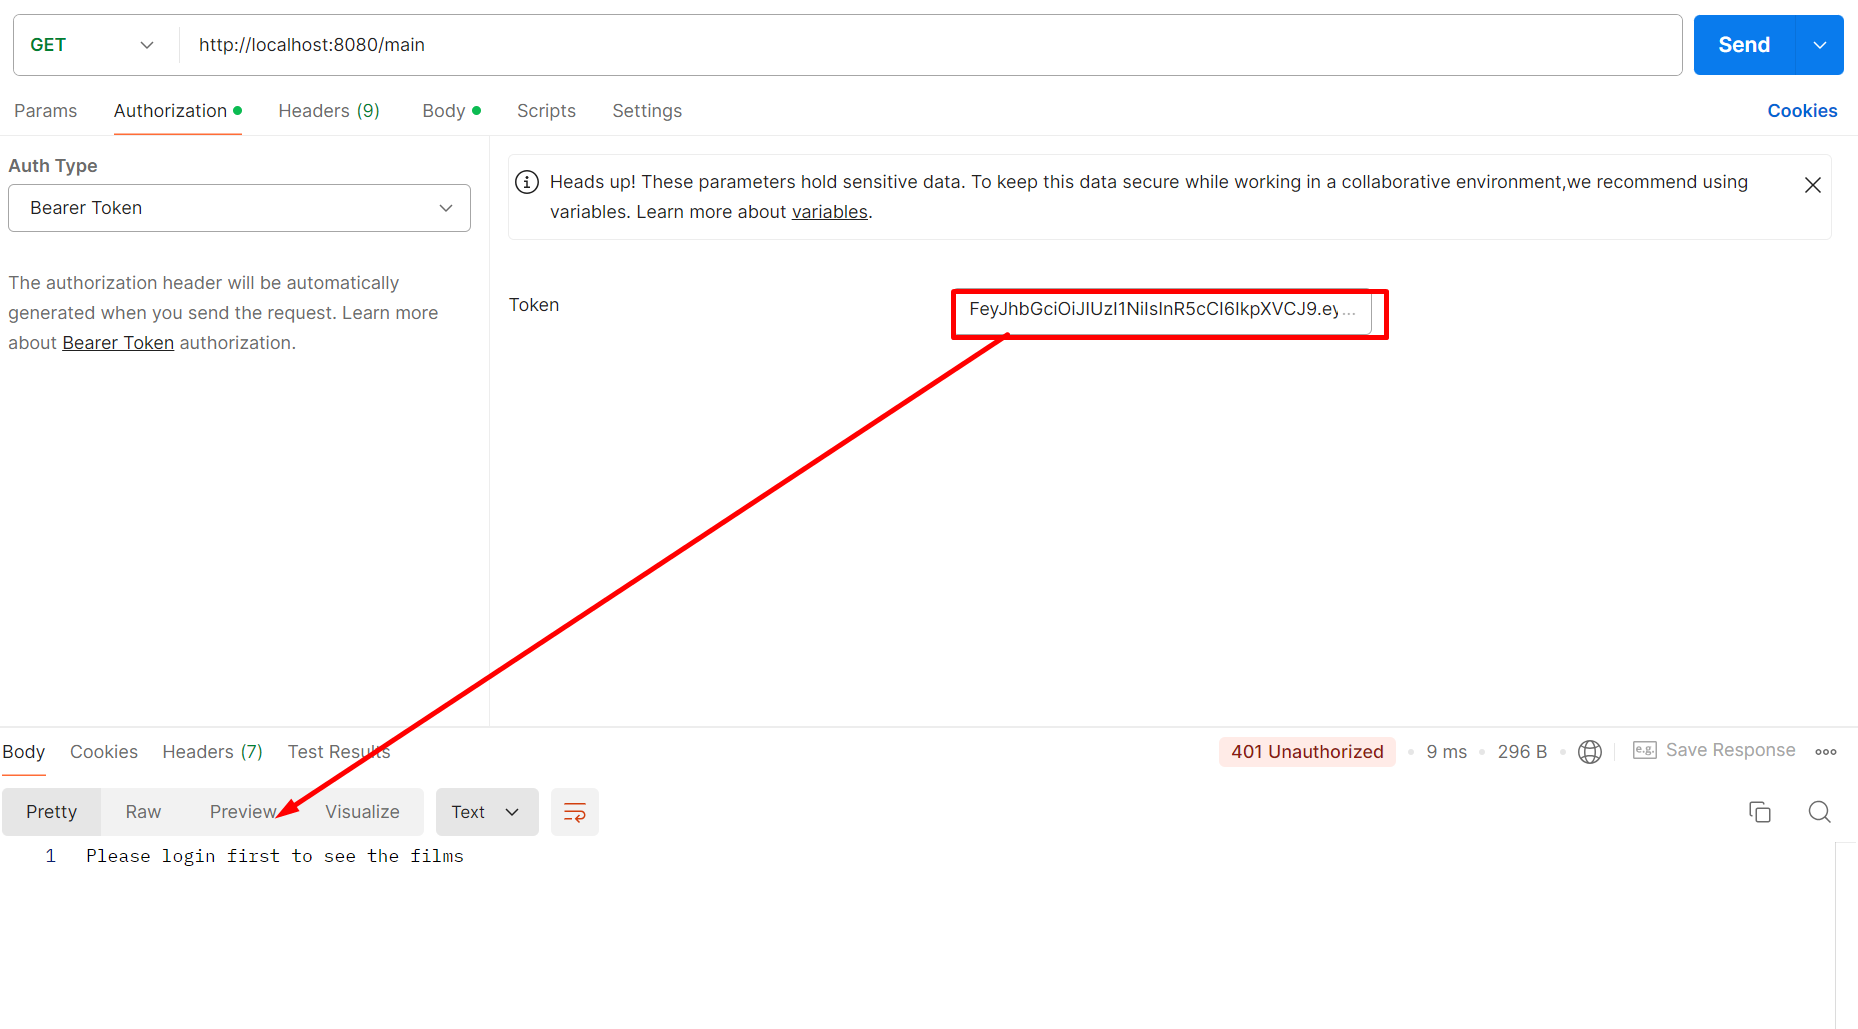 GET http://localhost:8080/main Send
Params Authorization Headers (9) Body Scripts Settings Cookies
Auth Type
Bearer Token
The authorization header will be automatically
generated when you send the request. Learn more
about Bearer Token authorization.
Heads up! These parameters hold sensitive data. To keep this data secure while working in a collaborative environment,we recommend using
variables. Learn more about variables.
Token FeyJhbGciOiJIUzI1NiIsInR5cCI6IkpXVCJ9.ey...
Body Cookies Headers (7) Test Results 401 Unauthorized 9 ms 296 B e.g. Save Response
Pretty Raw Preview Visualize Text
1 Please login first to see the films